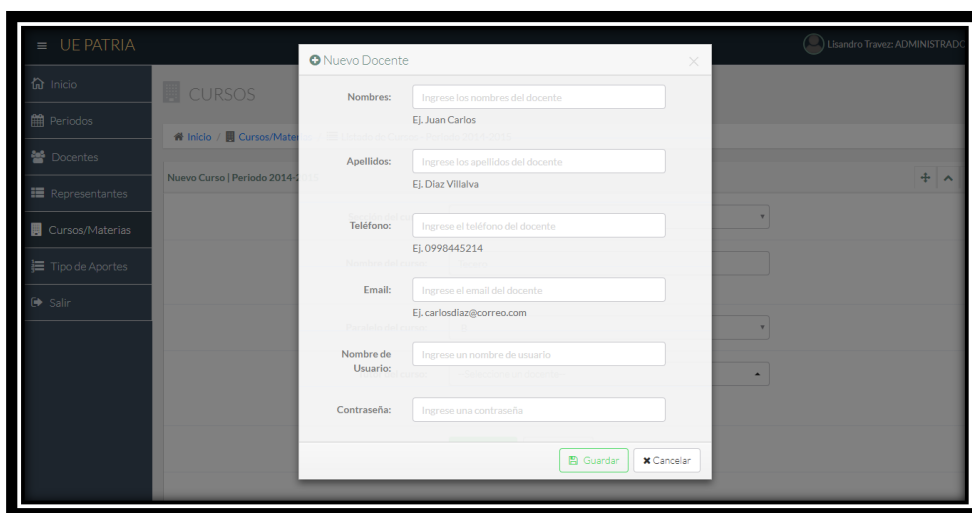 UE PATRIA
Lisandro Travez: ADMINISTRADO
Inicio
Periodos
Docentes
Representantes
Cursos/Materias
Tipo de Aportes
Salir
CURSOS
Inicio / Cursos/Mate
Nuevo Curso | Periodo 2014-2
Nuevo Docente
Nombres:
Ingrese los nombres del docente
Ej. Juan Carlos
Apellidos:
Ingrese los apellidos del docente
Ej. Diaz Villalva
Teléfono:
Ingrese el teléfono del docente
Ej. 0998445214
Email:
Ingrese el email del docente
Ej. carlosdiaz@correo.com
Nombre de
Usuario:
Ingrese un nombre de usuario
Contraseña:
Ingrese una contraseña
Guardar
Cancelar